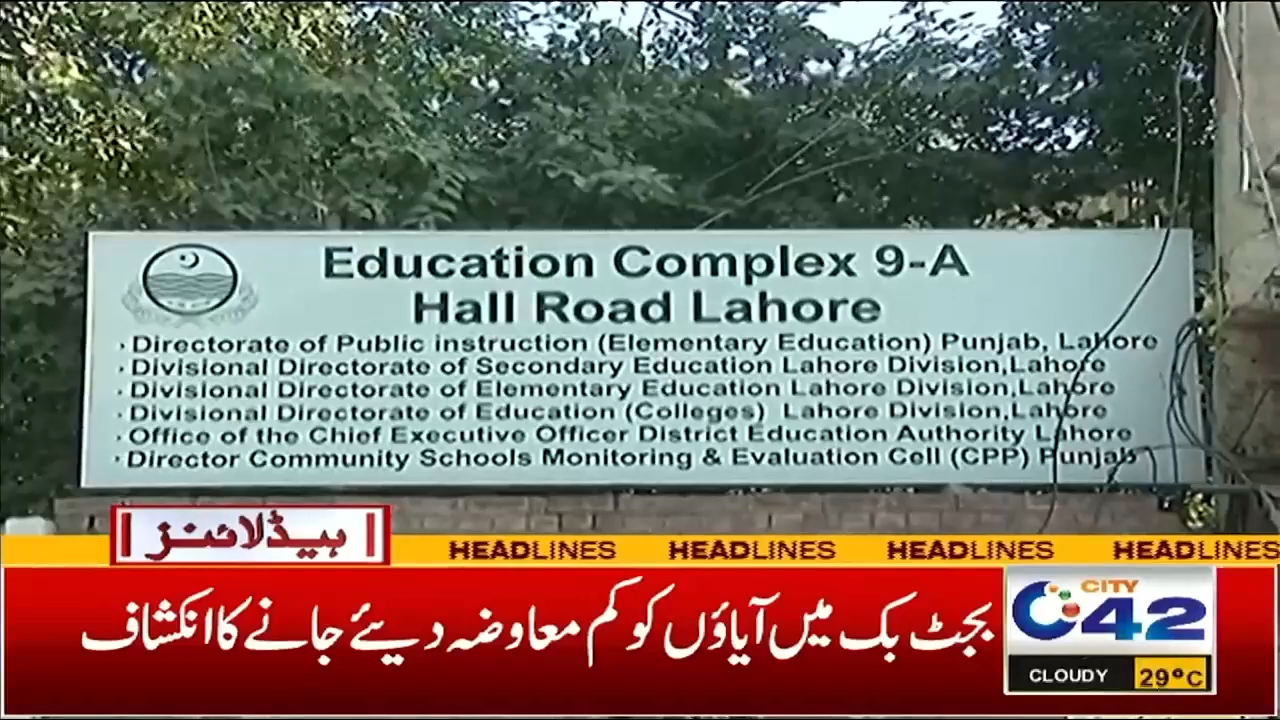 Education Complex 9-A
Hall Road Lahore
· Directorate of Public instruction (Elementary Education) Punjab, Lahore
· Divisional Directorate of Secondary Education Lahore Division,Lahore
· Divisional Directorate of Elementary Education Lahore Division,Lahore
· Divisional Directorate of Education (Colleges) Lahore Division,Lahore
· Office of the Chief Executive Officer District Education Authority Lahore
· Director Community Schools Monitoring & Evaluation Cell (CPP) Punjab
ہیڈلائنز
HEADLINES HEADLINES HEADLINES HEADLINES
بجٹ بک میں آیاؤں کو کم معاوضہ دیئے جانے کا انکشاف
CITY
42
CLOUDY 29°C